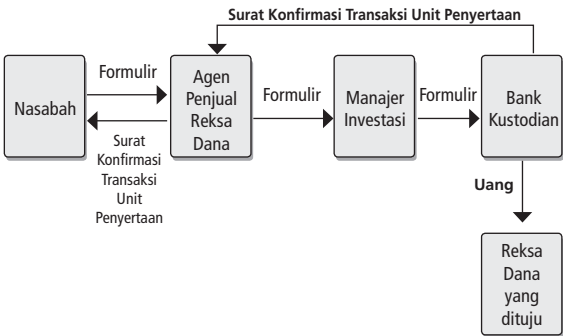 Surat Konfirmasi Transaksi Unit Penyertaan
Nasabah
Formulir
Surat
Konfirmasi
Transaksi
Unit
Penyertaan
Agen
Penjual
Reksa
Dana
Formulir
Manajer
Investasi
Formulir
Bank
Kustodian
Uang
Reksa
Dana
yang
dituju